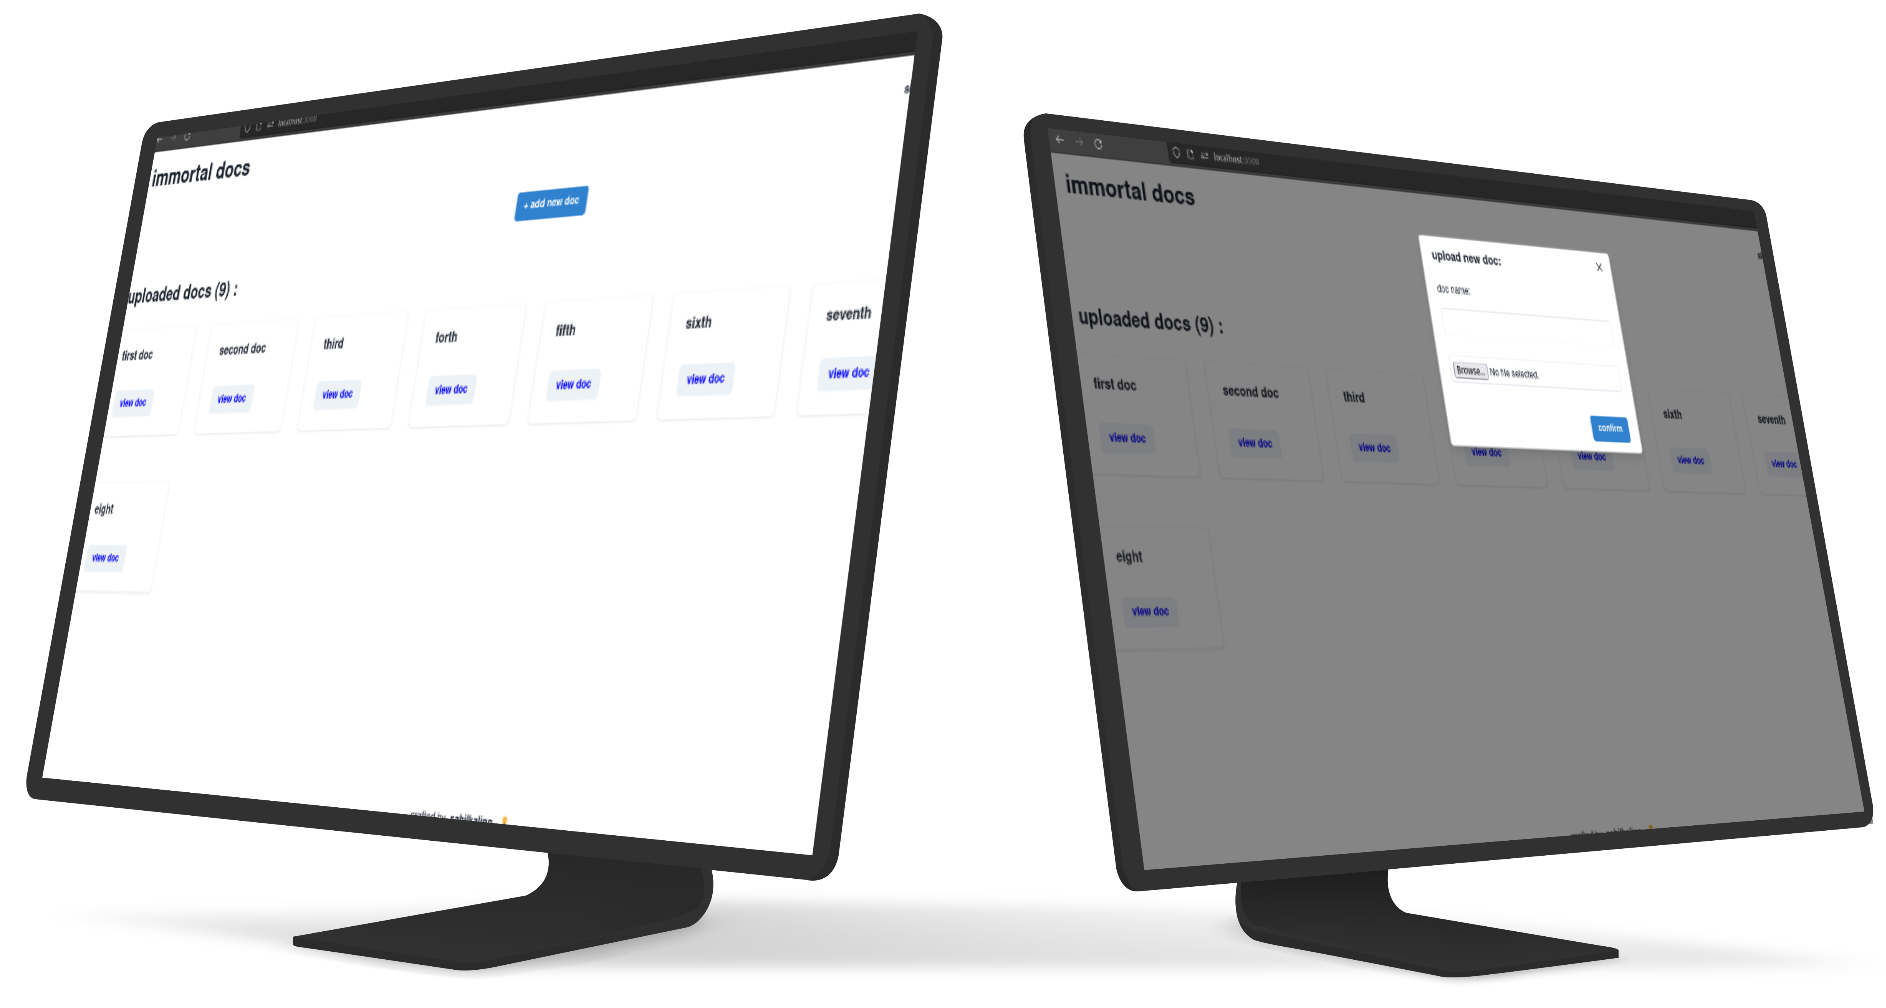 localhost:3000
immortal docs
+ add new doc
uploaded docs (9) :
first doc
second doc
third
forth
fifth
sixth
seventh
view doc
view doc
view doc
view doc
view doc
view doc
view doc
eight
view doc
crafted by
localhost:3000
immortal docs
upload new doc:
X
doc name:
Browse... No file selected.
confirm
uploaded docs (9) :
first doc
second doc
third
sixth
seventh
view doc
view doc
view doc
view doc
view doc
view doc
view doc
eight
view doc